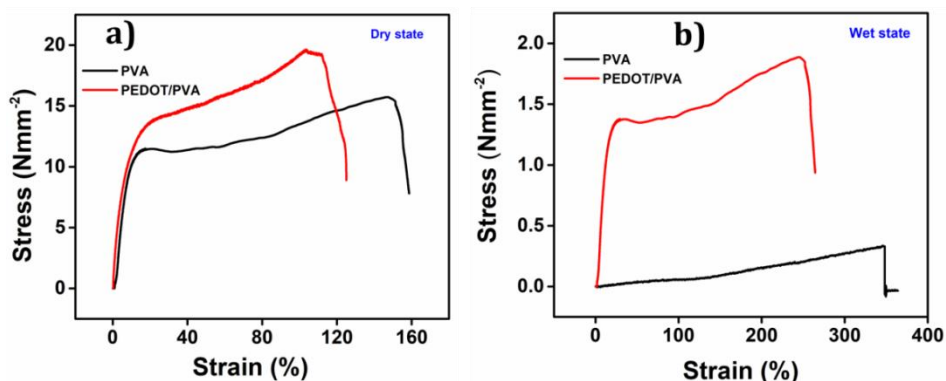 a)
Dry state
PVA
PEDOT/PVA
Stress (Nmm-2)
20
15
10
5
0
0 40 80 120 160
Strain (%)
b)
Wet state
PVA
PEDOT/PVA
Stress (Nmm-2)
2.0
1.5
1.0
0.5
0.0
0 100 200 300 400
Strain (%)